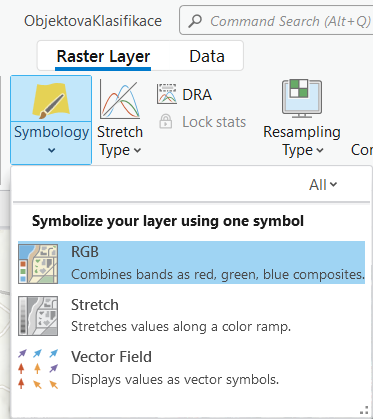 ObjektovaKlasifikace
Command Search (Alt+Q)
Raster Layer
Data
Symbology
Stretch
Type
DRA
Lock stats
Resampling
Type
Con
All
Symbolize your layer using one symbol
RGB
Combines bands as red, green, blue composites.
Stretch
Stretches values along a color ramp.
Vector Field
Displays values as vector symbols.